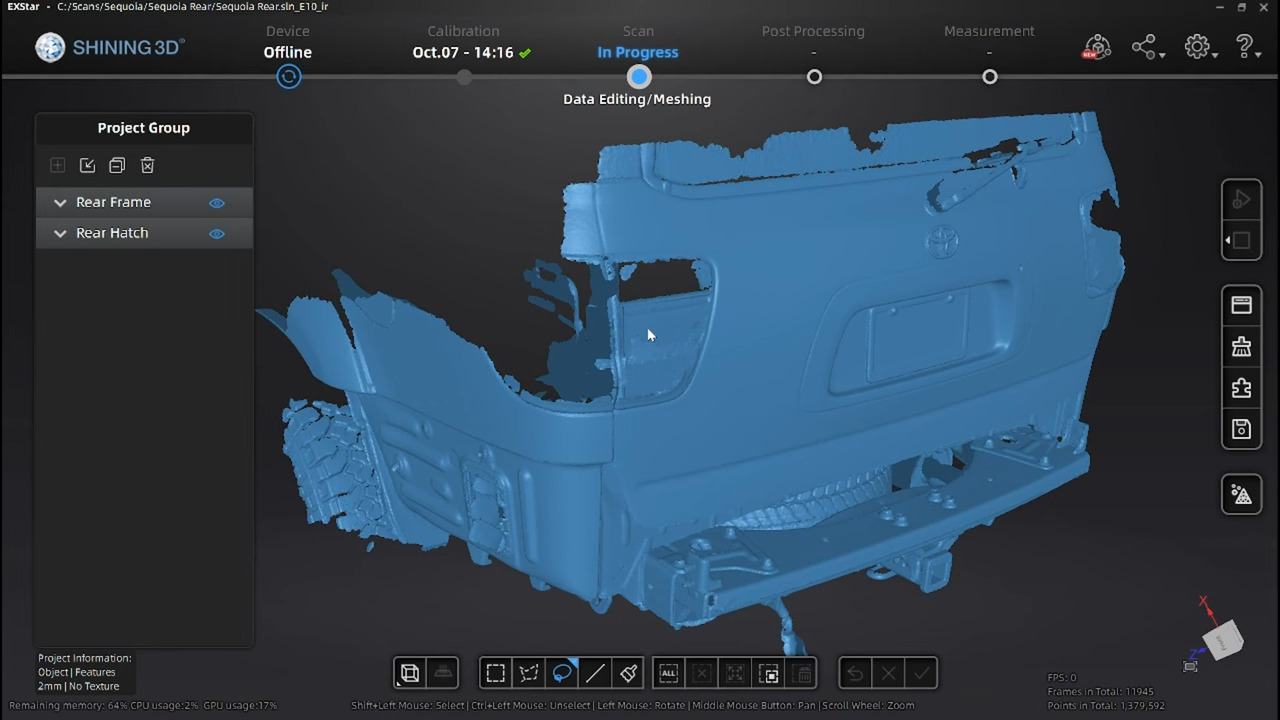 EXStar - C:/Scans/Sequoia/Sequoia Rear/Sequoia Rear.sln_E10_ir
SHINING 3D®
Device
Offline
Calibration
Oct.07 - 14:16
Scan
In Progress
Post Processing
-
Measurement
-
NEW
Data Editing/Meshing
Project Group
Rear Frame
Rear Hatch
ALL
X
Z
Front
Project Information:
Object | Features
2mm | No Texture
Remaining memory: 64% CPU usage:2% GPU usage:17%
Shift+Left Mouse: Select | Ctrl+Left Mouse: Unselect | Left Mouse: Rotate | Middle Mouse Button: Pan | Scroll Wheel: Zoom
FPS: 0
Frames in Total: 11945
Points in Total: 1,379,592